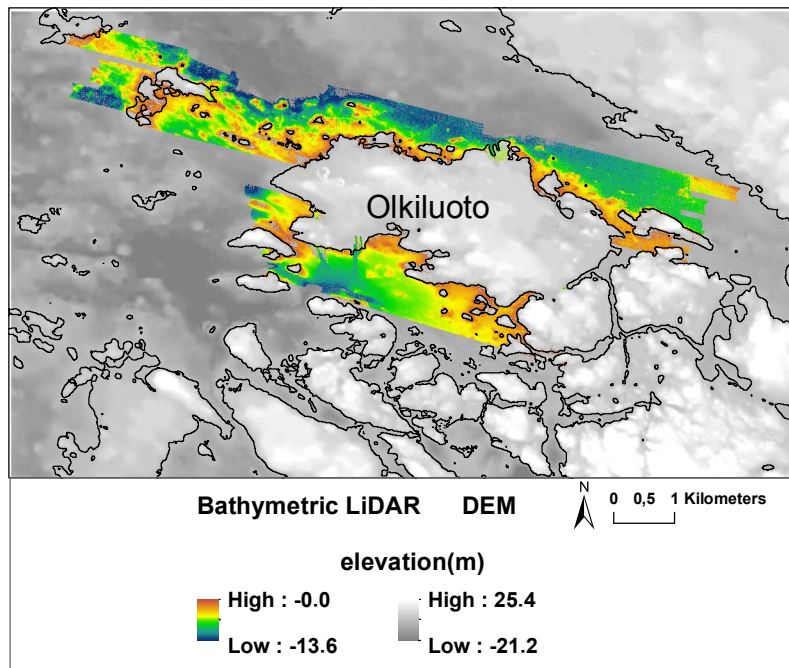 Olkiluoto
Bathymetric LiDAR DEM
N
0 0,5 1 Kilometers
elevation(m)
High : -0.0 High : 25.4
Low : -13.6 Low : -21.2